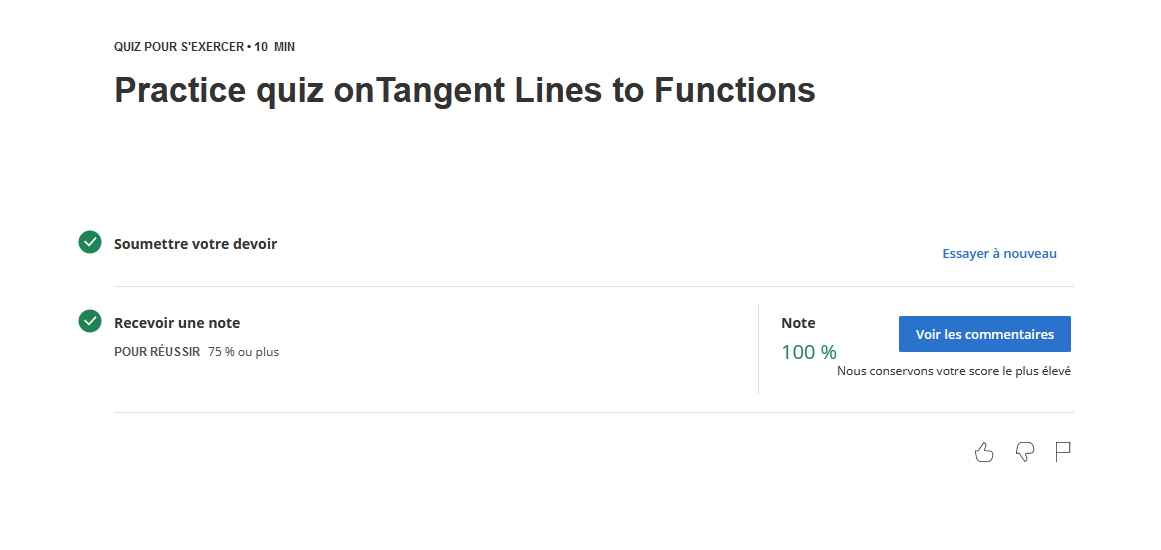 QUIZ POUR S'EXERCER • 10 MIN
Practice quiz onTangent Lines to Functions
Soumettre votre devoir
Essayer à nouveau
Recevoir une note
POUR RÉUSSIR 75 % ou plus
Note
100 %
Voir les commentaires
Nous conservons votre score le plus élevé